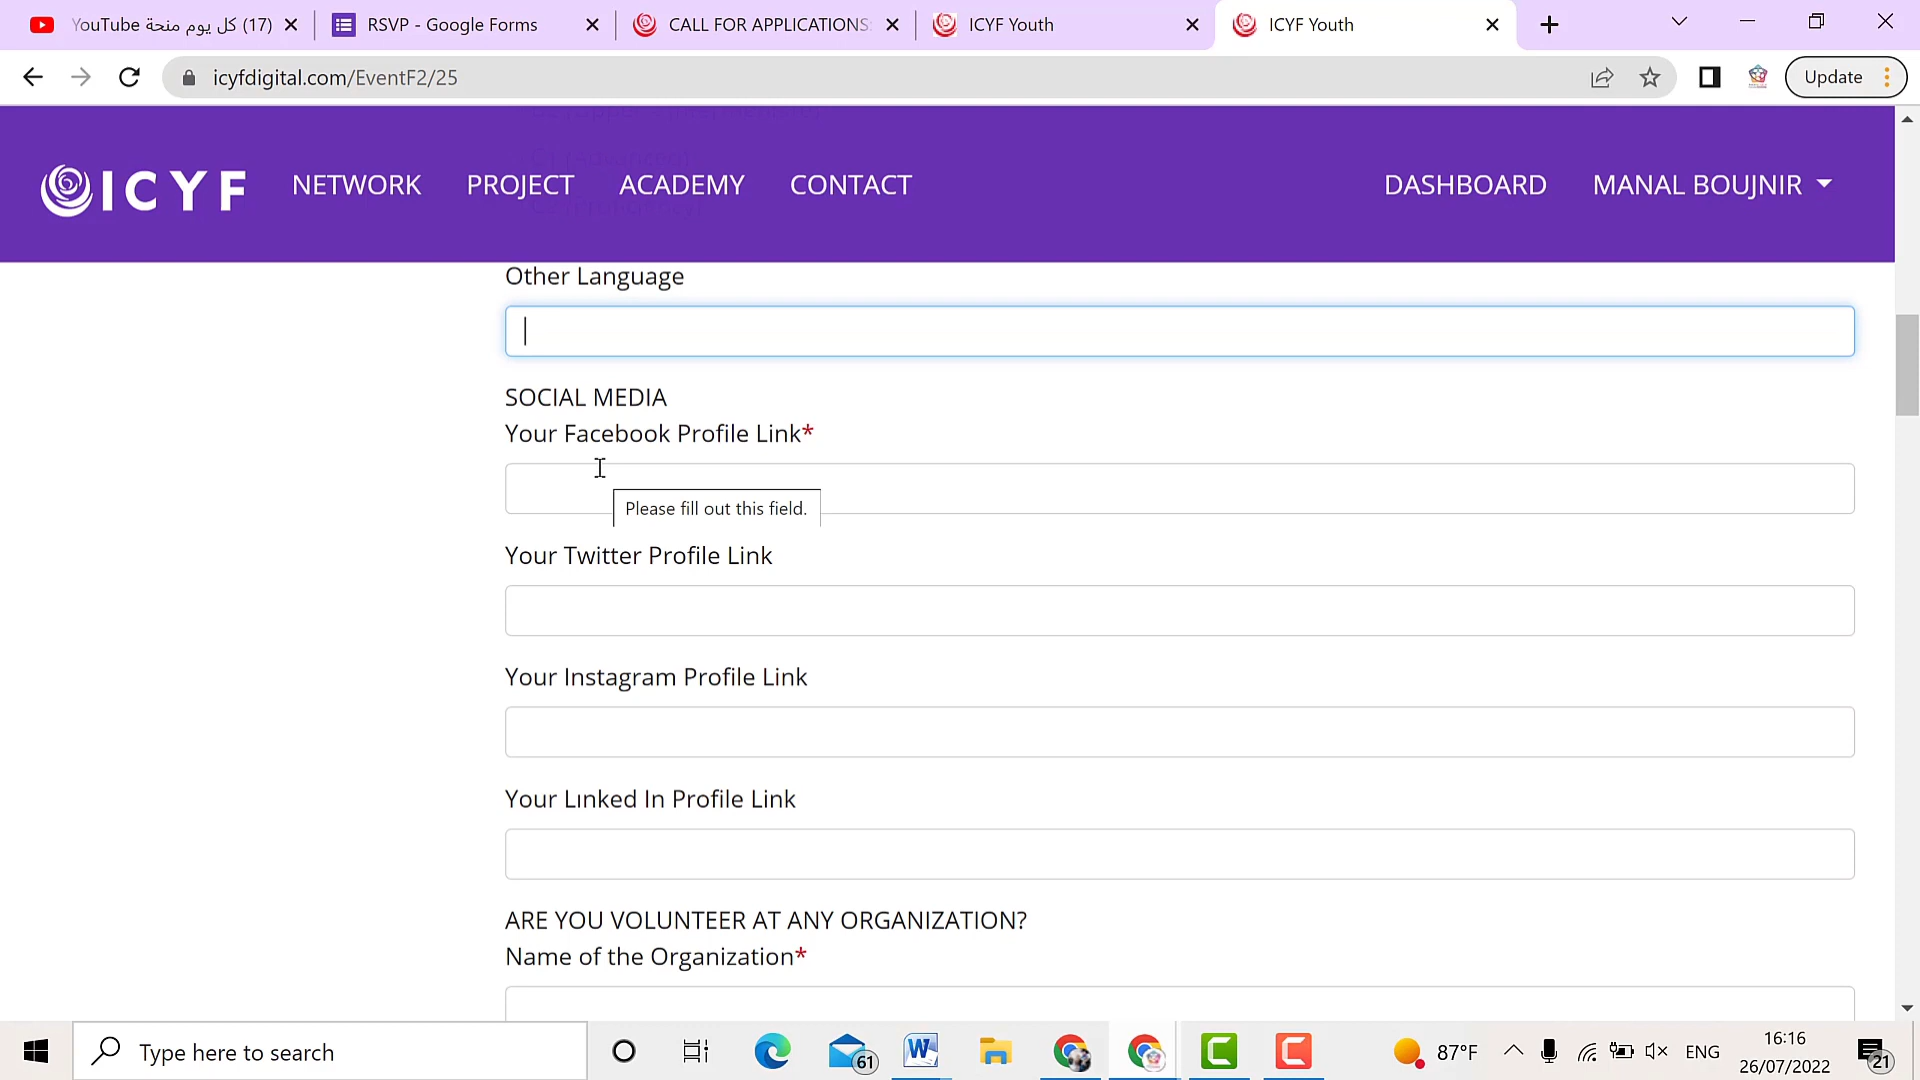 YouTube كل يوم منحة (17)
RSVP - Google Forms
CALL FOR APPLICATIONS:
ICYF Youth
ICYF Youth
icyfdigital.com/EventF2/25
Update
ICYF
NETWORK
PROJECT
ACADEMY
CONTACT
DASHBOARD
MANAL BOUJNIR
Other Language
SOCIAL MEDIA
Your Facebook Profile Link*
Please fill out this field.
Your Twitter Profile Link
Your Instagram Profile Link
Your Lınked In Profile Link
ARE YOU VOLUNTEER AT ANY ORGANIZATION?
Name of the Organization*
Type here to search
61
87°F
ENG
16:16
26/07/2022
21